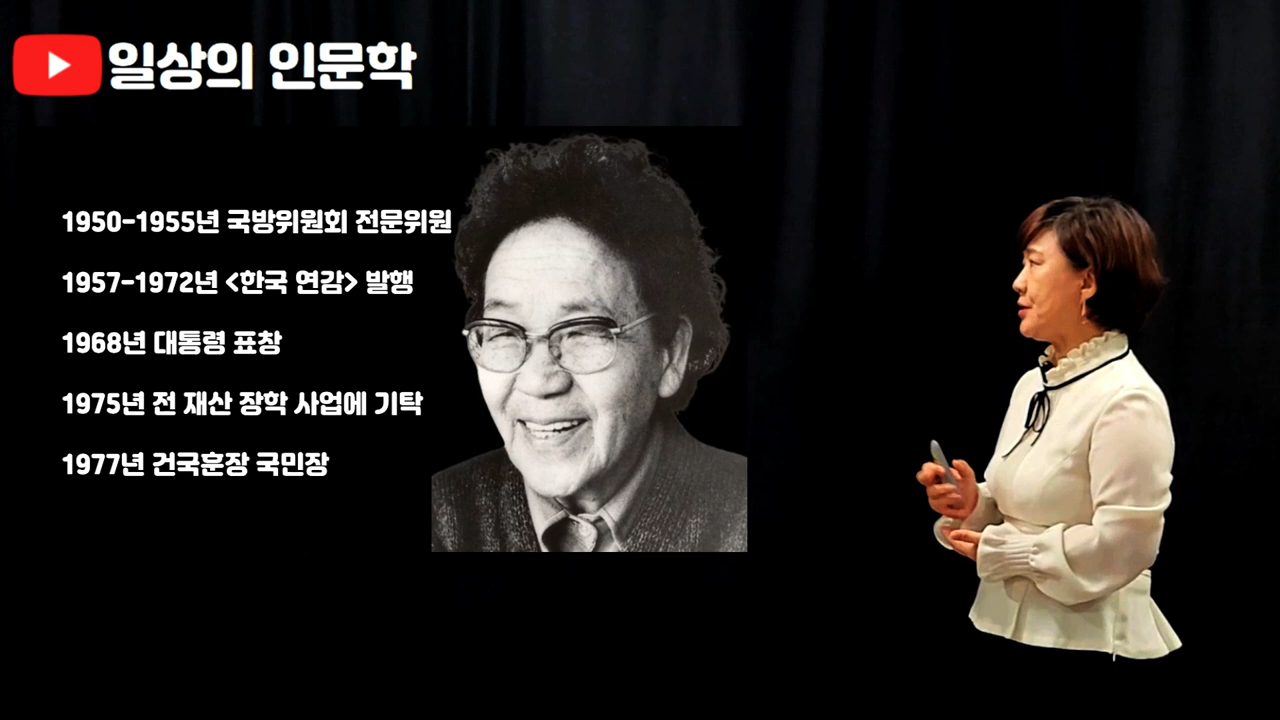 일상의 인문학
1950-1955년 국방위원회 전문위원
1957-1972년 <한국 연감> 발행
1968년 대통령 표창
1975년 전 재산 장학 사업에 기탁
1977년 건국훈장 국민장